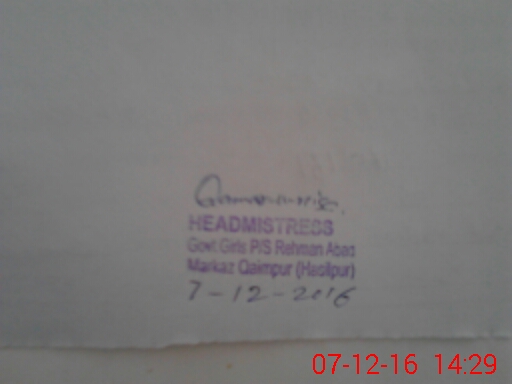 HEADMISTRESS
Govt.Girls P/S Rehman Abad
Markaz Qaimpur (Hasilpur)
7-12-2016
07-12-16 14:29